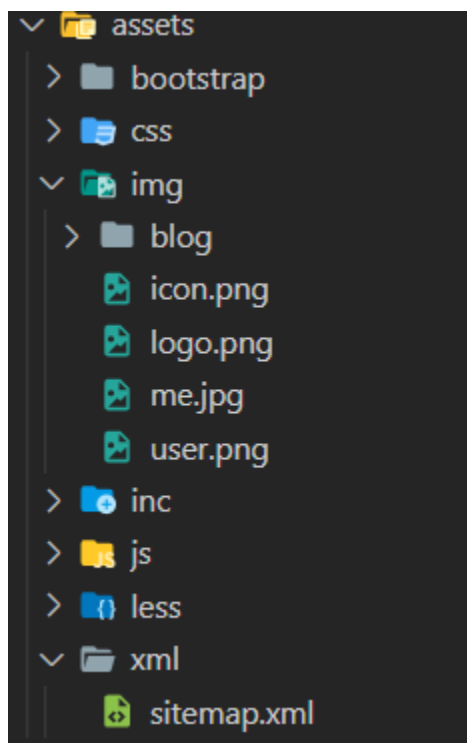 assets
bootstrap
css
img
blog
icon.png
logo.png
me.jpg
user.png
inc
JS js
less
xml
sitemap.xml